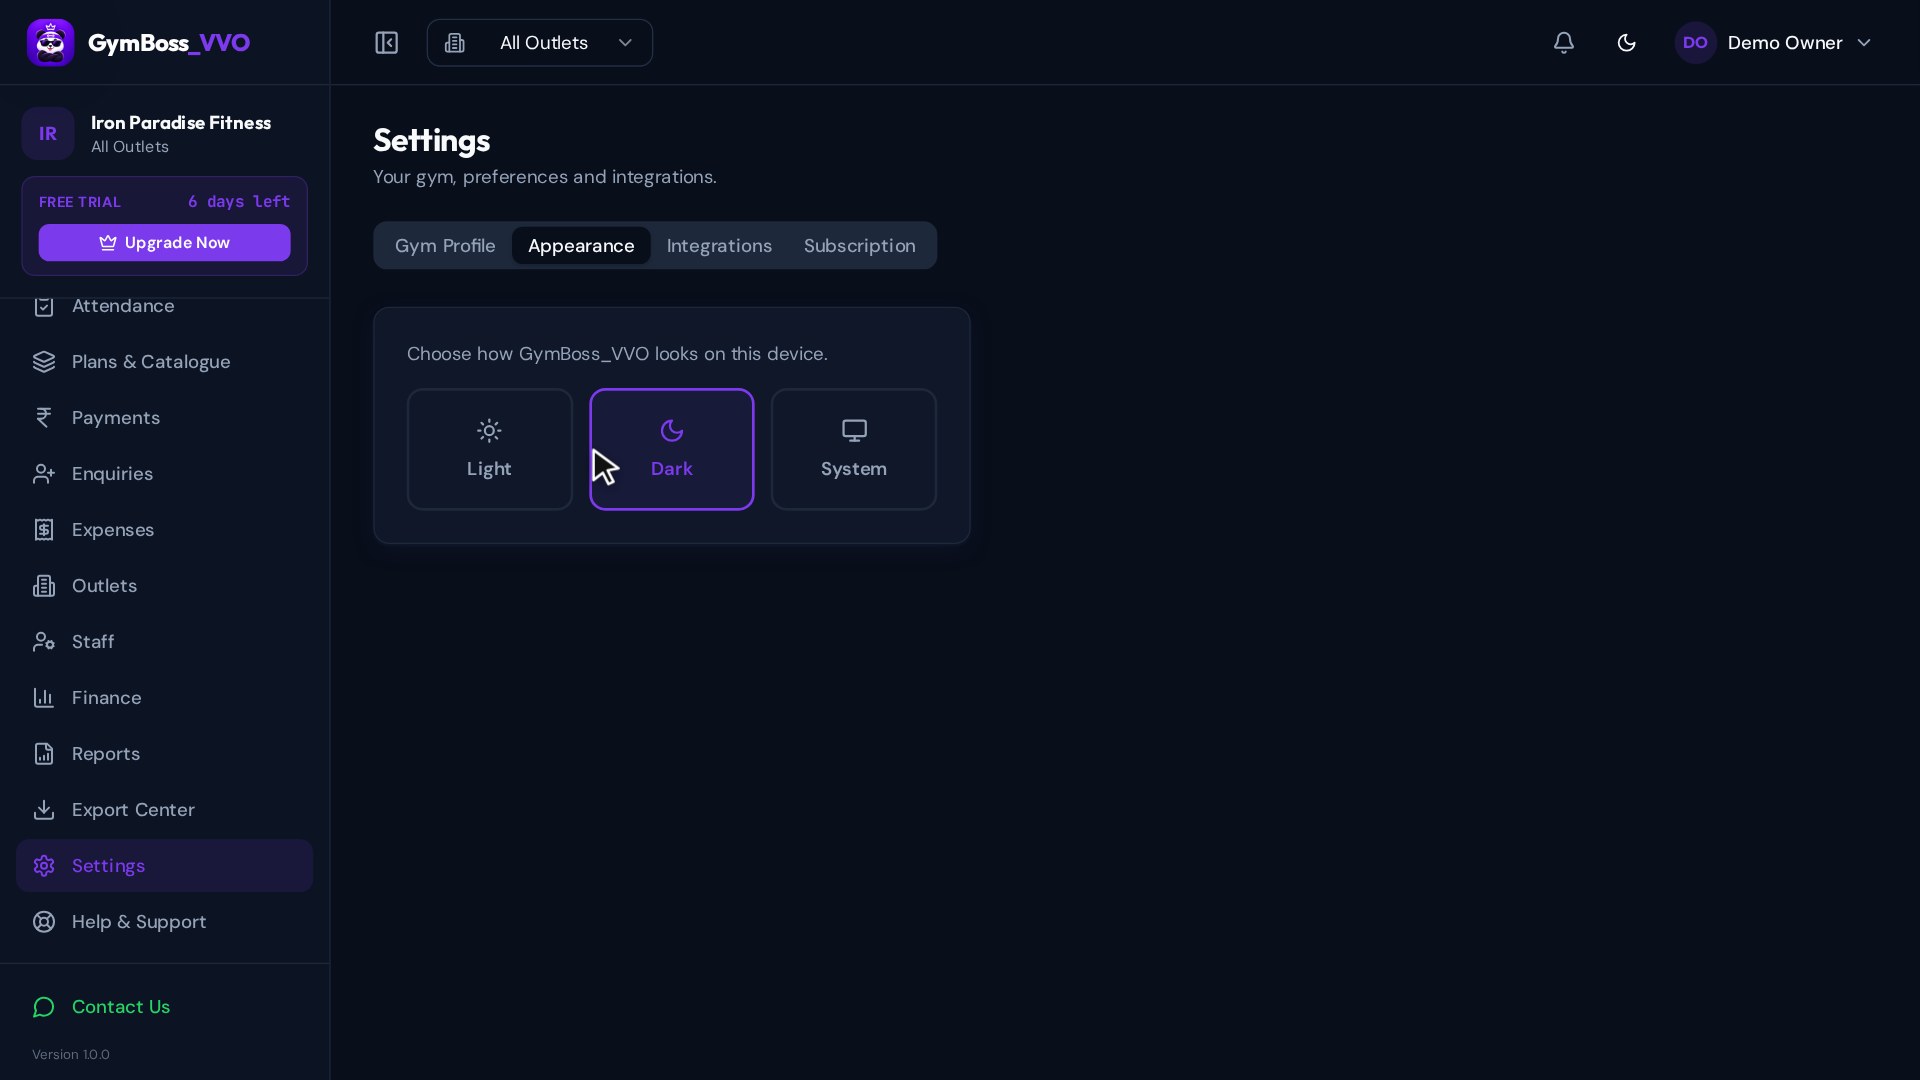 GymBoss_VVO
All Outlets
DO
Demo Owner
IR
Iron Paradise Fitness
All Outlets
FREE TRIAL
6 days left
Upgrade Now
Attendance
Plans & Catalogue
Payments
Enquiries
Expenses
Outlets
Staff
Finance
Reports
Export Center
Settings
Help & Support
Contact Us
Version 1.0.0
Settings
Your gym, preferences and integrations.
Gym Profile
Appearance
Integrations
Subscription
Choose how GymBoss_VVO looks on this device.
Light
Dark
System